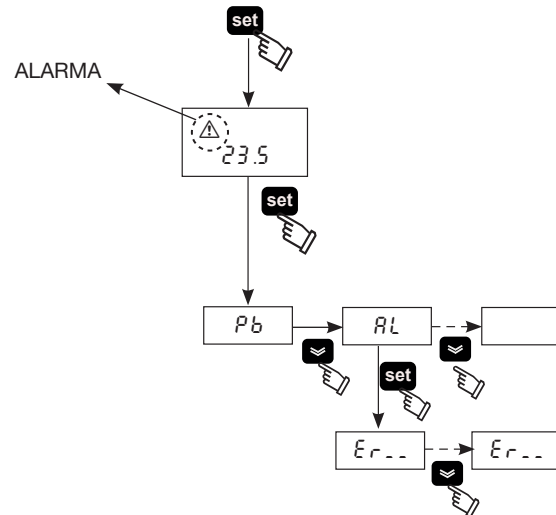 set
ALARMA
23.5
set
Pb
AL
set
Er_ _
Er_ _